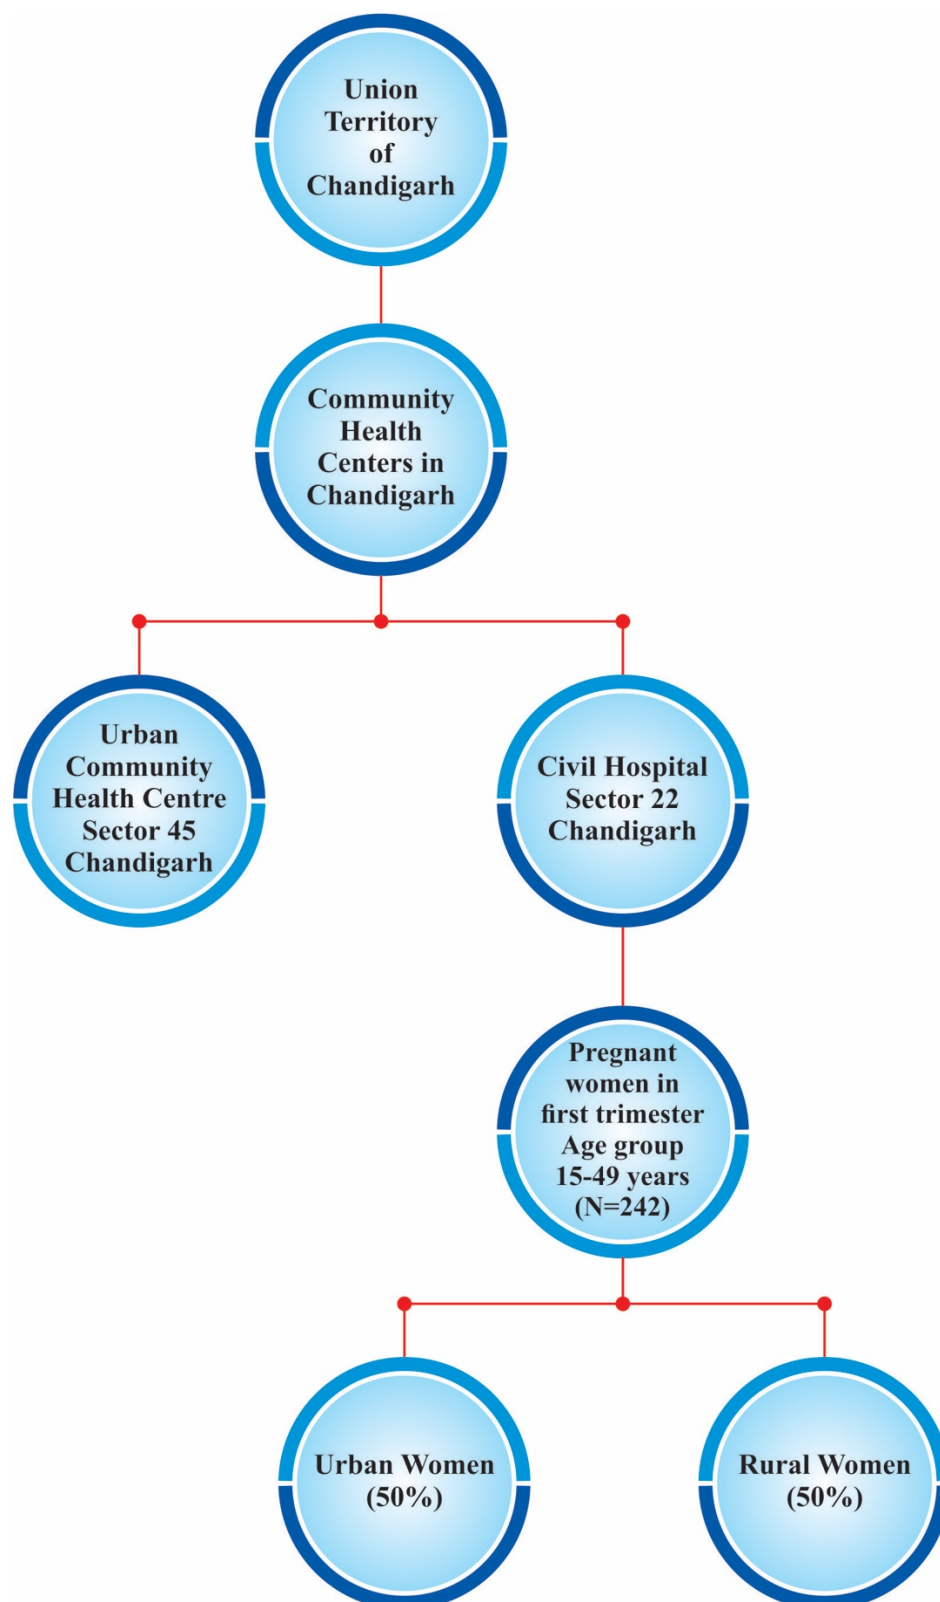 Union
Territory
of
Chandigarh
Community
Health
Centers in
Chandigarh
Urban
Community
Health Centre
Sector 45
Chandigarh
Civil Hospital
Sector 22
Chandigarh
Pregnant
women in
first trimester
Age group
15-49 years
(N=242)
Urban Women
(50%)
Rural Women
(50%)